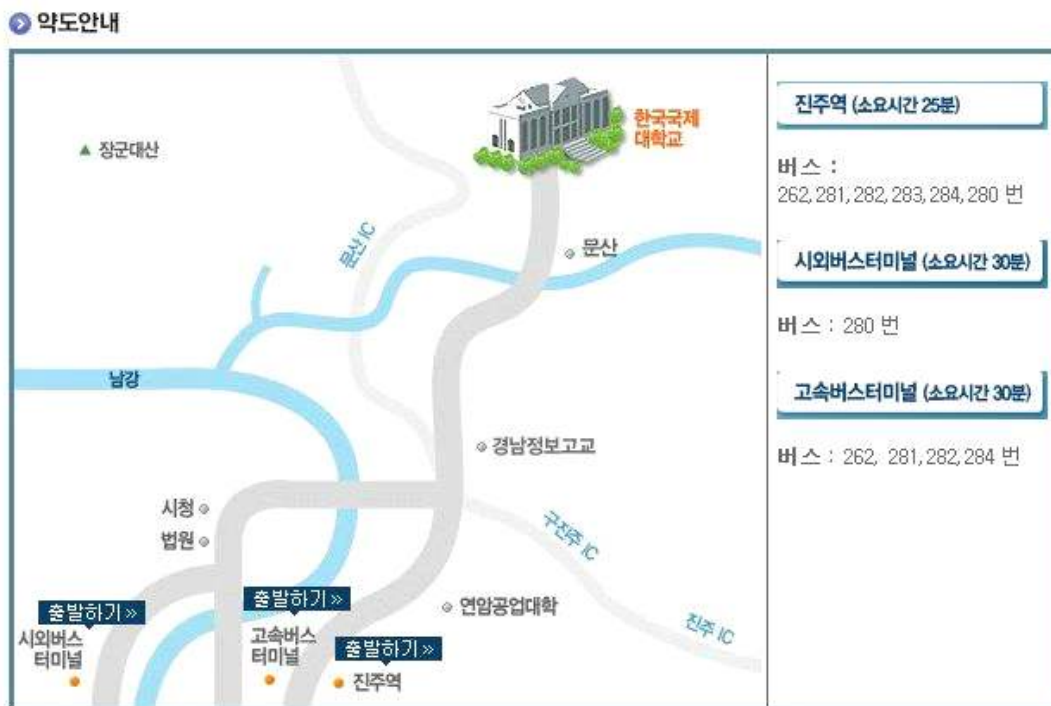 약도안내
한국국제
대학교
장군대산
문산 IC
문산
남강
경남정보고교
시청
법원
구진주 IC
연암공업대학
진주 IC
출발하기 »
시외버스
터미널
출발하기 »
고속버스
터미널
출발하기 »
진주역
진주역 (소요시간 25분)
버스 :
262,281,282,283,284,280 번
시외버스터미널 (소요시간 30분)
버스 : 280 번
고속버스터미널 (소요시간 30분)
버스 : 262, 281,282,284 번